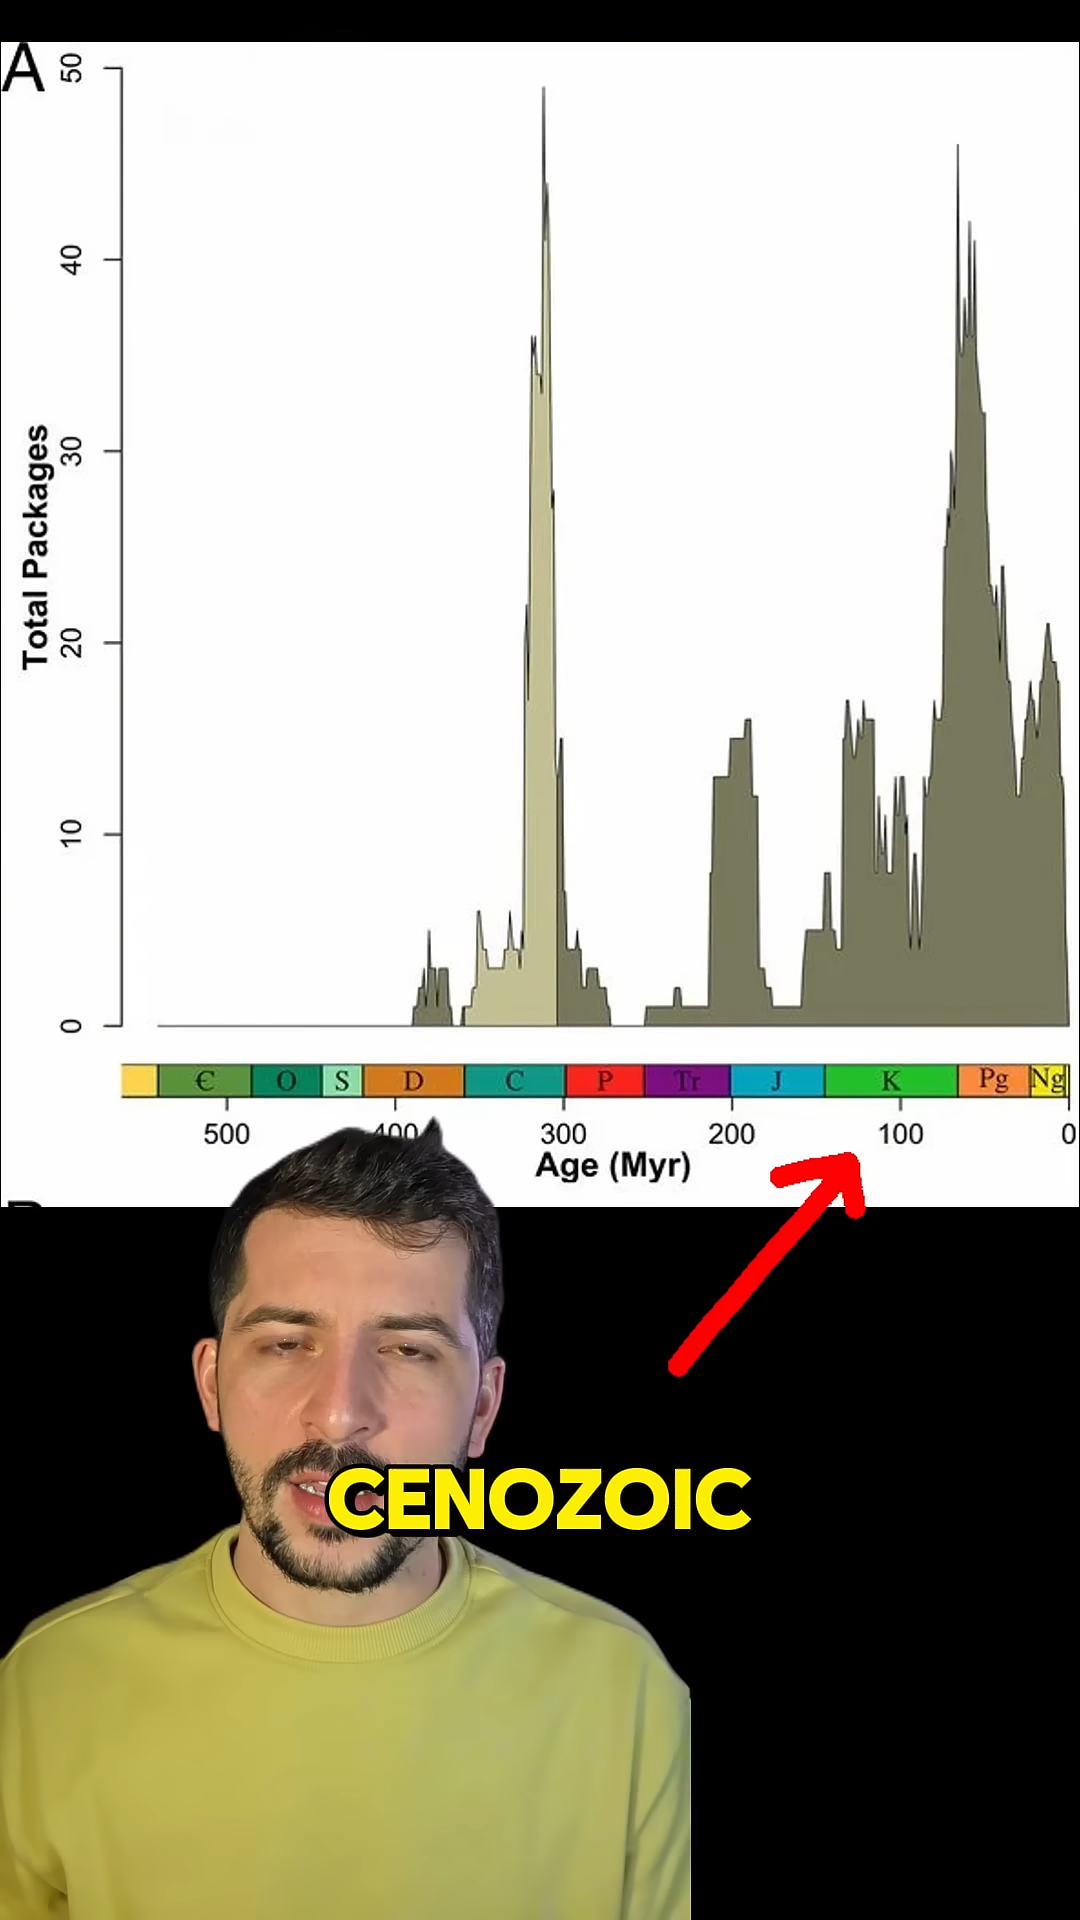 A
50
40
30
20
10
0
Total Packages
Є O S D C P Tr J K Pg Ng
500 400 300 200 100 0
Age (Myr)
CENOZOIC